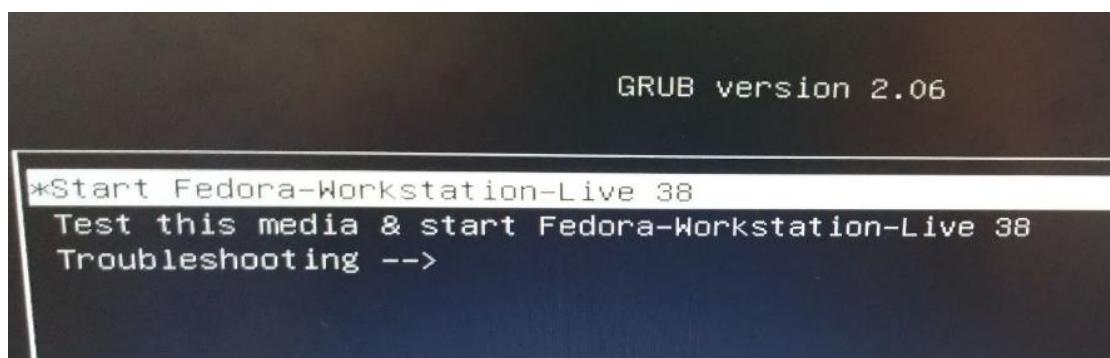 GRUB version 2.06
*Start Fedora-Workstation-Live 38
Test this media & start Fedora-Workstation-Live 38
Troubleshooting -->